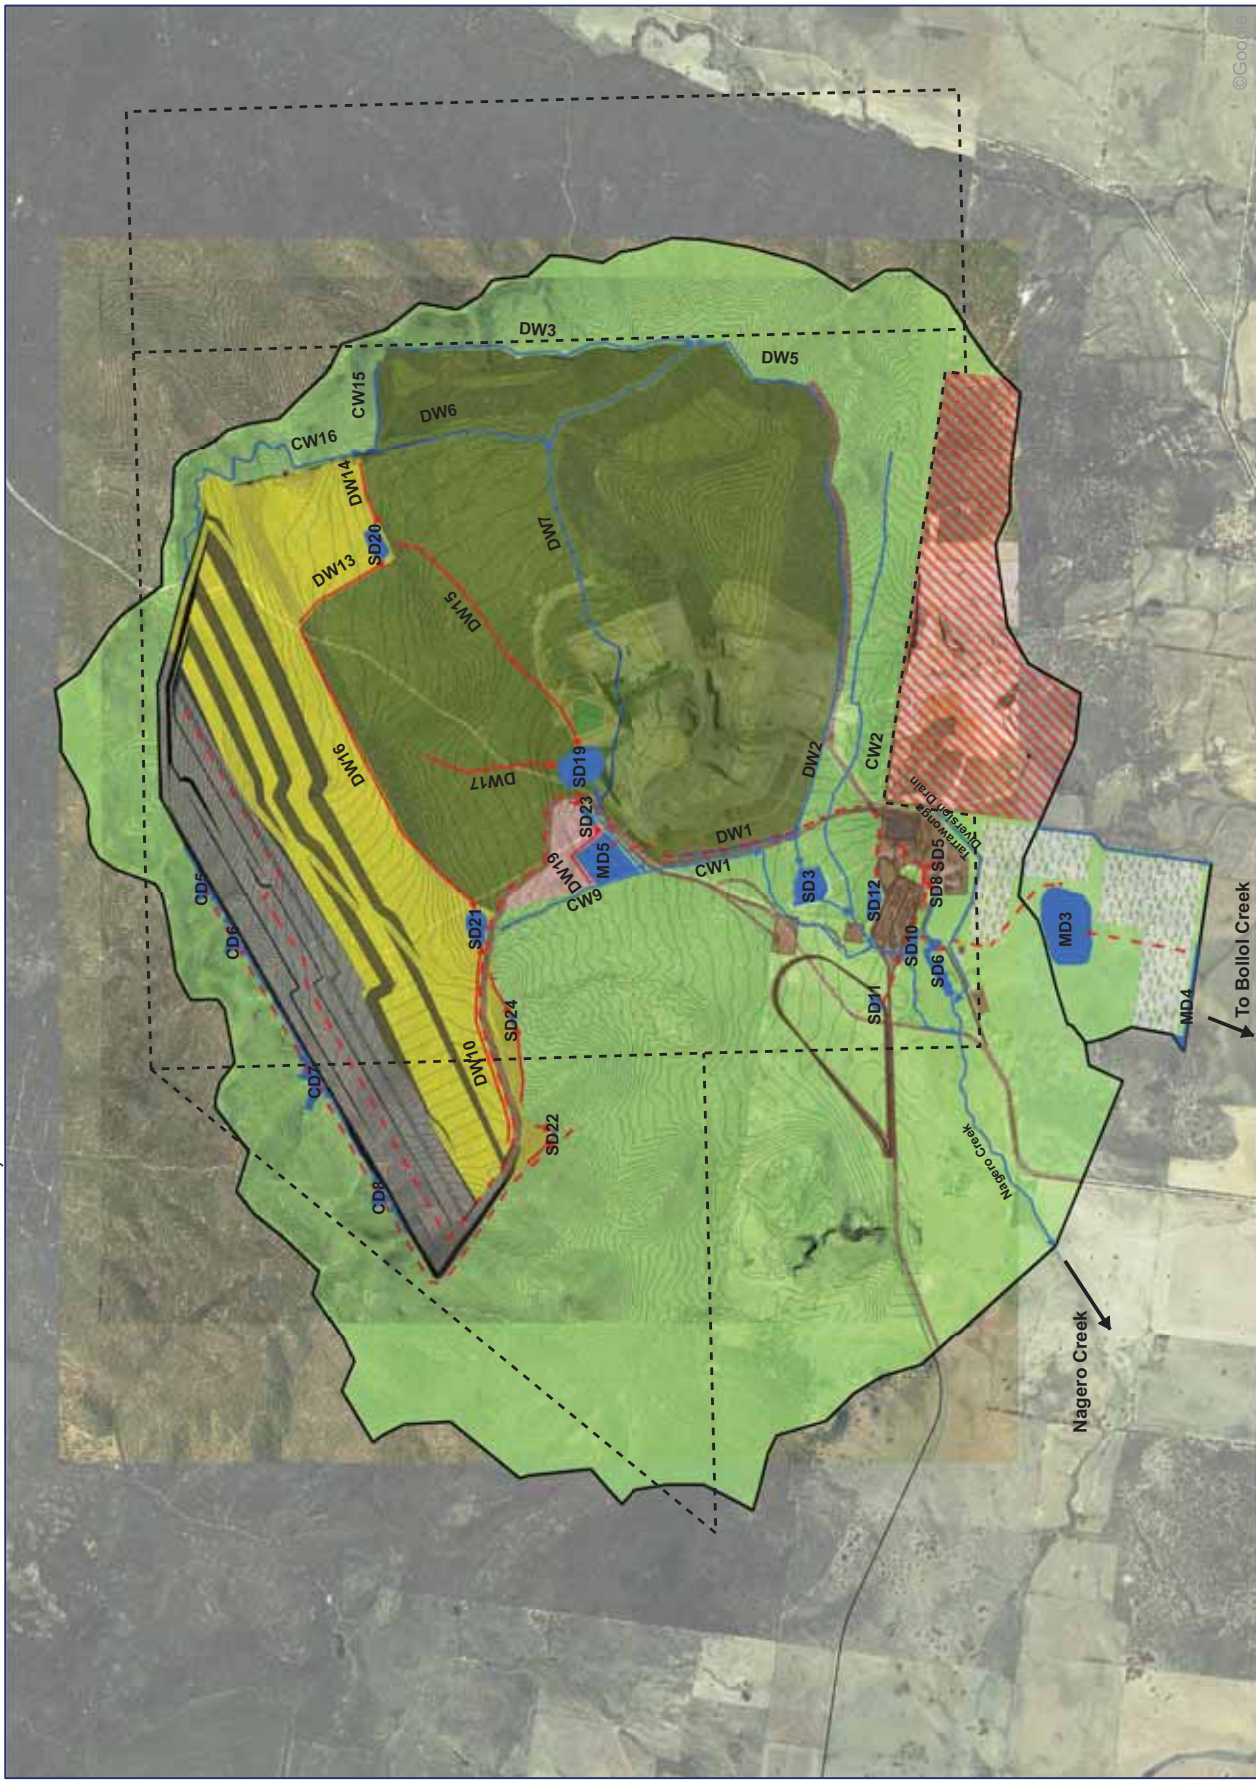 ©Google
DW3
DW5
CW15
DW6
CW16
DW14
SD20
DW13
DW7
DW15
DW16
DW17
SD19
DW2
CW2
SD23
DW1
Tarrawonga
Diversion Drain
DW19
MD5
CW1
CD5
CW9
SD3
SD12
SD8
SD5
SD21
CD6
SD10
MD3
SD6
SD24
SD11
MD4
To Bollol Creek
DW10
CD7
SD22
Nagero Creek
CD8
Nagero Creek